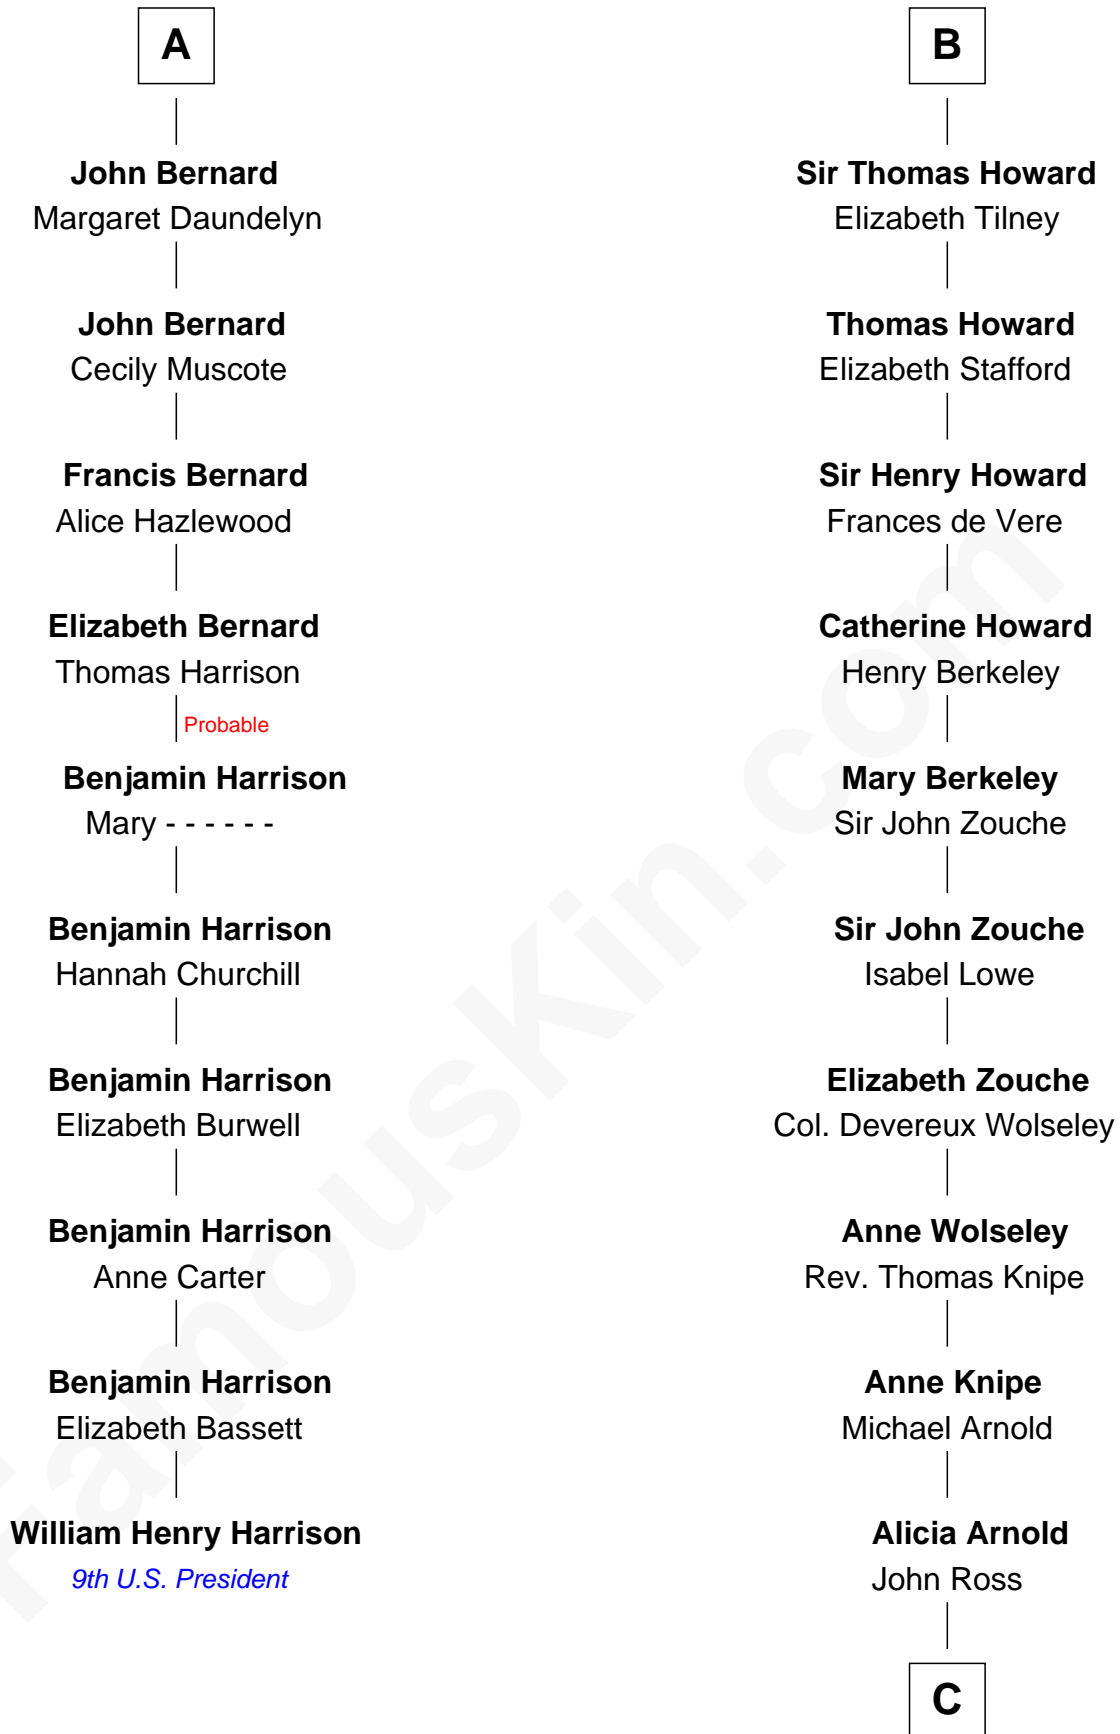 A
John Bernard
Margaret Daundelyn
John Bernard
Cecily Muscote
Francis Bernard
Alice Hazlewood
Elizabeth Bernard
Thomas Harrison
Probable
Benjamin Harrison
Mary - - - - - -
Benjamin Harrison
Hannah Churchill
Benjamin Harrison
Elizabeth Burwell
Benjamin Harrison
Anne Carter
Benjamin Harrison
Elizabeth Bassett
William Henry Harrison
9th U.S. President
B
Sir Thomas Howard
Elizabeth Tilney
Thomas Howard
Elizabeth Stafford
Sir Henry Howard
Frances de Vere
Catherine Howard
Henry Berkeley
Mary Berkeley
Sir John Zouche
Sir John Zouche
Isabel Lowe
Elizabeth Zouche
Col. Devereux Wolseley
Anne Wolseley
Rev. Thomas Knipe
Anne Knipe
Michael Arnold
Alicia Arnold
John Ross
C
FamousKin.com